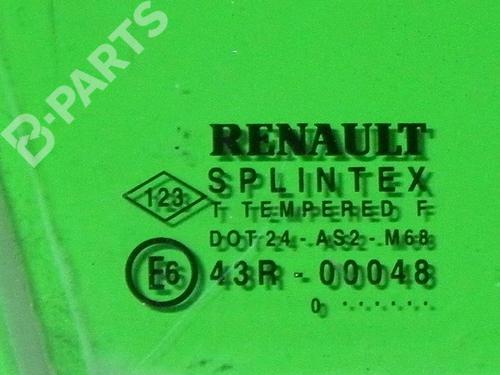 B-PARTS
RENAULT
SPLINTEX
123
T TEMPERED F
DOT 24 - AS2 - M68
E6
43R - 00048
0 .......